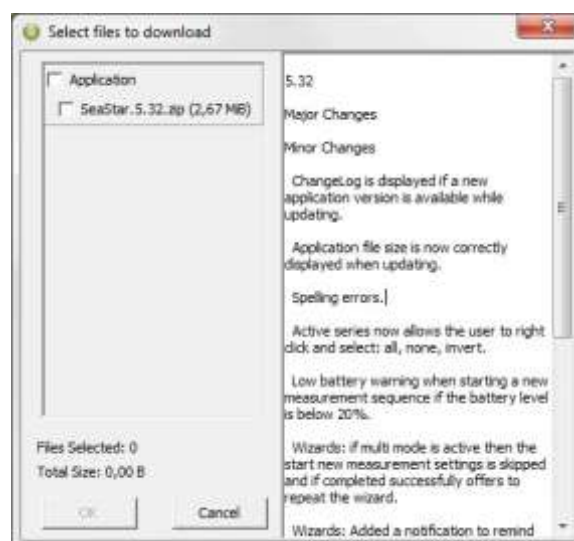 Select files to download
Application
SeaStar.5.32.zip (2,67 MiB)
Files Selected: 0
Total Size: 0,00 B
OK
Cancel
5.32
Major Changes
Minor Changes
ChangeLog is displayed if a new
application version is available while
updating.
Application file size is now correctly
displayed when updating.
Spelling errors.
Active series now allows the user to right
click and select: all, none, invert.
Low battery warning when starting a new
measurement sequence if the battery level
is below 20%.
Wizards: if multi mode is active then the
start new measurement settings is skipped
and if completed successfully offers to
repeat the wizard.
Wizards: Added a notification to remind